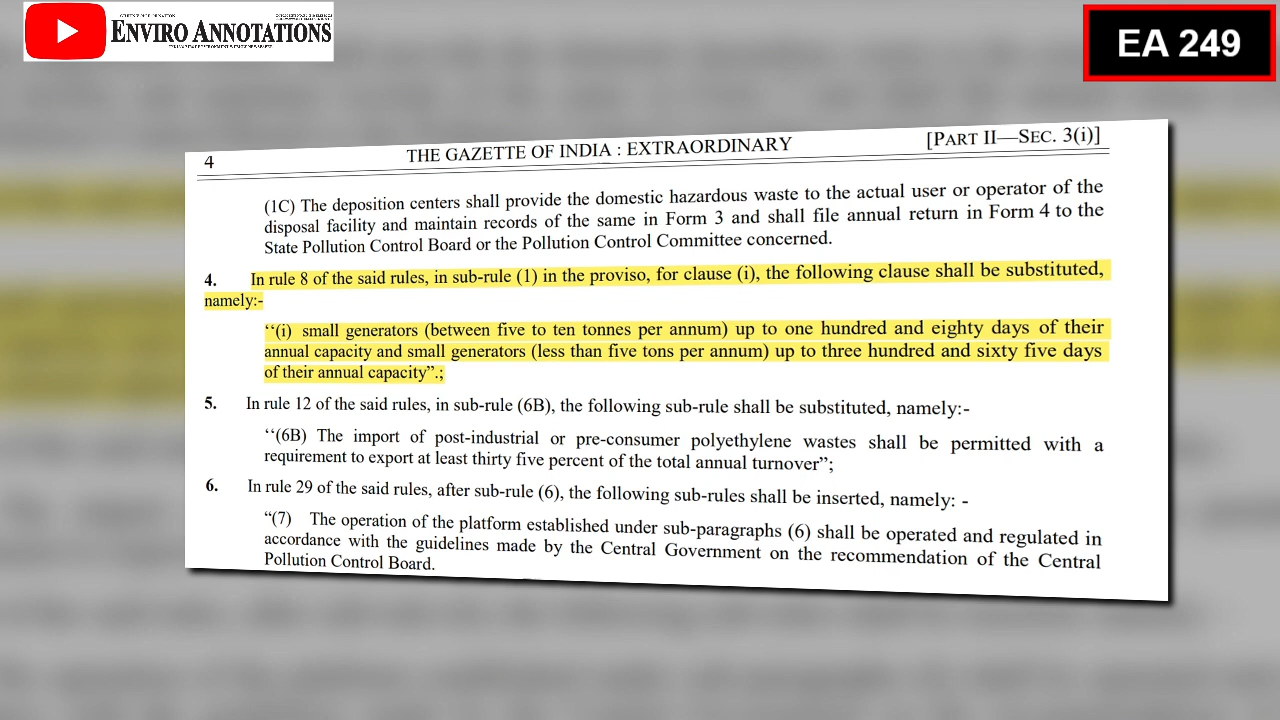 ENVIRO ANNOTATIONS
EA 249
4 THE GAZETTE OF INDIA : EXTRAORDINARY [PART II—SEC. 3(i)]
(1C) The deposition centers shall provide the domestic hazardous waste to the actual user or operator of the
disposal facility and maintain records of the same in Form 3 and shall file annual return in Form 4 to the
State Pollution Control Board or the Pollution Control Committee concerned.
4. In rule 8 of the said rules, in sub-rule (1) in the proviso, for clause (i), the following clause shall be substituted,
namely:-
‘‘(i) small generators (between five to ten tonnes per annum) up to one hundred and eighty days of their
annual capacity and small generators (less than five tons per annum) up to three hundred and sixty five days
of their annual capacity”.;
5. In rule 12 of the said rules, in sub-rule (6B), the following sub-rule shall be substituted, namely:-
‘‘(6B) The import of post-industrial or pre-consumer polyethylene wastes shall be permitted with a
requirement to export at least thirty five percent of the total annual turnover”;
6. In rule 29 of the said rules, after sub-rule (6), the following sub-rules shall be inserted, namely: -
“(7) The operation of the platform established under sub-paragraphs (6) shall be operated and regulated in
accordance with the guidelines made by the Central Government on the recommendation of the Central
Pollution Control Board.